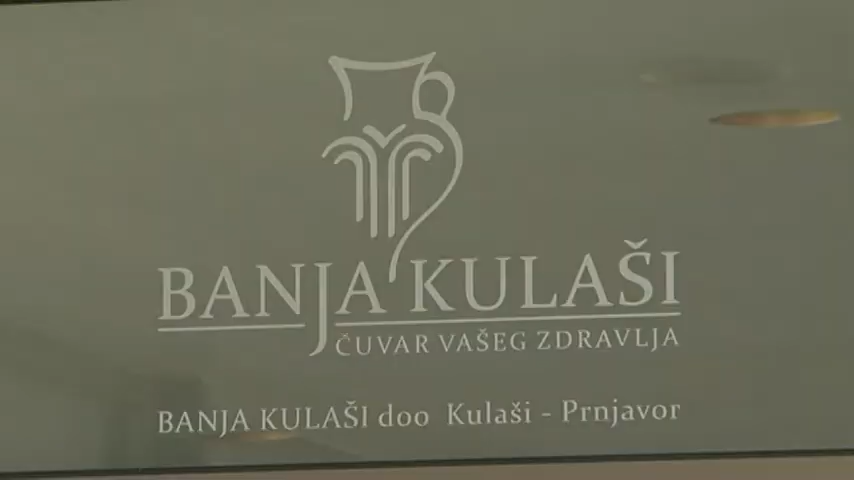 BANJA KULAŠI
ČUVAR VAŠEG ZDRAVLJA
BANJA KULAŠI doo Kulaši - Prnjavor